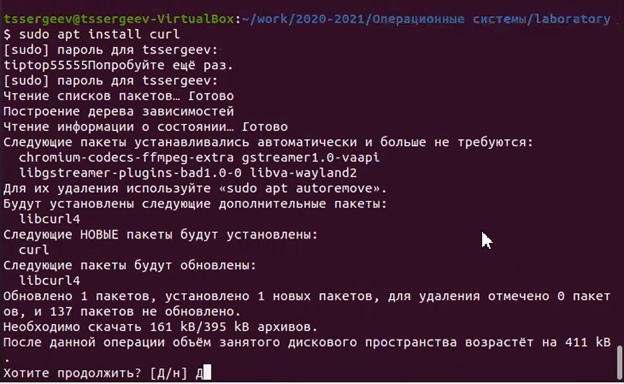 tssergeev@tssergeev-VirtualBox:~/work/2020-2021/Операционные системы/laboratory
$ sudo apt install curl
[sudo] пароль для tssergeev:
tiptop55555Попробуйте ещё раз.
[sudo] пароль для tssergeev:
Чтение списков пакетов… Готово
Построение дерева зависимостей
Чтение информации о состоянии… Готово
Следующие пакеты устанавливались автоматически и больше не требуются:
  chromium-codecs-ffmpeg-extra gstreamer1.0-vaapi
  libgstreamer-plugins-bad1.0-0 libva-wayland2
Для их удаления используйте «sudo apt autoremove».
Будут установлены следующие дополнительные пакеты:
  libcurl4
Следующие НОВЫЕ пакеты будут установлены:
  curl
Следующие пакеты будут обновлены:
  libcurl4
Обновлено 1 пакетов, установлено 1 новых пакетов, для удаления отмечено 0 пакет
ов, и 137 пакетов не обновлено.
Необходимо скачать 161 kB/395 kB архивов.
После данной операции объём занятого дискового пространства возрастёт на 411 kB
.
Хотите продолжить? [Д/н] Д